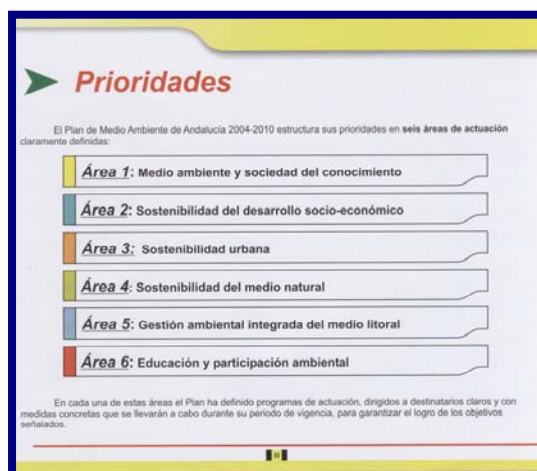 Prioridades
El Plan de Medio Ambiente de Andalucía 2004-2010 estructura sus prioridades en seis áreas de actuación
claramente definidas:
Área 1: Medio ambiente y sociedad del conocimiento
Área 2: Sostenibilidad del desarrollo socio-económico
Área 3: Sostenibilidad urbana
Área 4: Sostenibilidad del medio natural
Área 5: Gestión ambiental integrada del medio litoral
Área 6: Educación y participación ambiental
En cada una de estas áreas el Plan ha definido programas de actuación, dirigidos a destinatarios claros y con
medidas concretas que se llevarán a cabo durante su periodo de vigencia, para garantizar el logro de los objetivos
señalados.